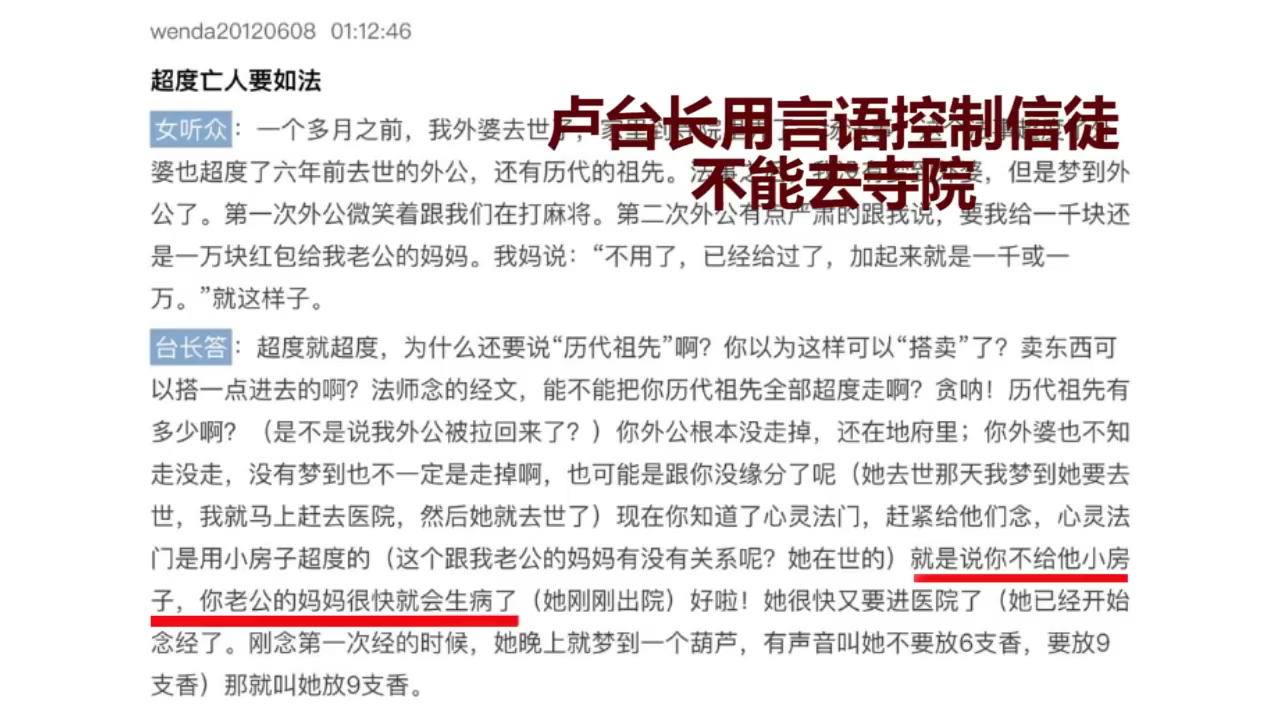 wenda20120608 01:12:46
超度亡人要如法
卢台长用言语控制信徒
不能去寺院
女听众：一个多月之前，我外婆去世了，家里到寺院
婆也超度了六年前去世的外公，还有历代的祖先。法事之后，我没有梦到外婆，但是梦到外
公了。第一次外公微笑着跟我们在打麻将。第二次外公有点严肃的跟我说，要我给一千块还
是一万块红包给我老公的妈妈。我妈说：“不用了，已经给过了，加起来就是一千或一
万。”就这样子。
台长答：超度就超度，为什么还要说“历代祖先”啊？你以为这样可以“搭卖”了？卖东西可
以搭一点进去的啊？法师念的经文，能不能把你历代祖先全部超度走啊？贪呐！历代祖先有
多少啊？（是不是说我外公被拉回来了？）你外公根本没走掉，还在地府里；你外婆也不知
走没走，没有梦到也不一定是走掉啊，也可能是跟你没缘分了呢（她去世那天我梦到她要去
世，我就马上赶去医院，然后她就去世了）现在你知道了心灵法门，赶紧给他们念，心灵法
门是用小房子超度的（这个跟我老公的妈妈有没有关系呢？她在世的）就是说你不给他小房
子，你老公的妈妈很快就会生病了（她刚刚出院）好啦！她很快又要进医院了（她已经开始
念经了。刚念第一次经的时候，她晚上就梦到一个葫芦，有声音叫她不要放6支香，要放9
支香）那就叫她放9支香。